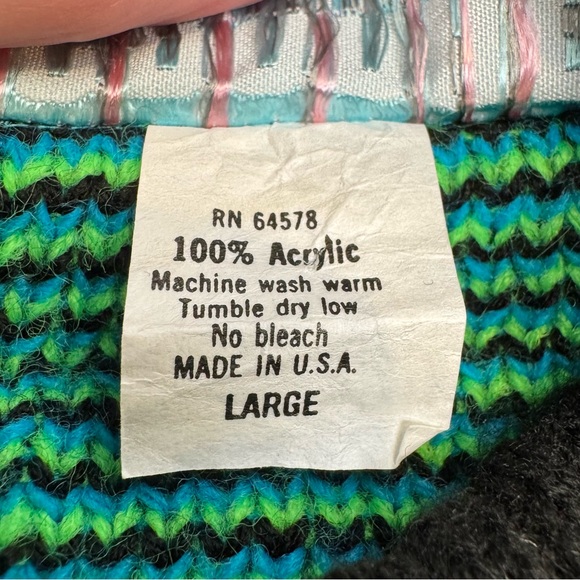 RN 64578
100% Acrylic
Machine wash warm
Tumble dry low
No bleach
MADE IN U.S.A.
LARGE